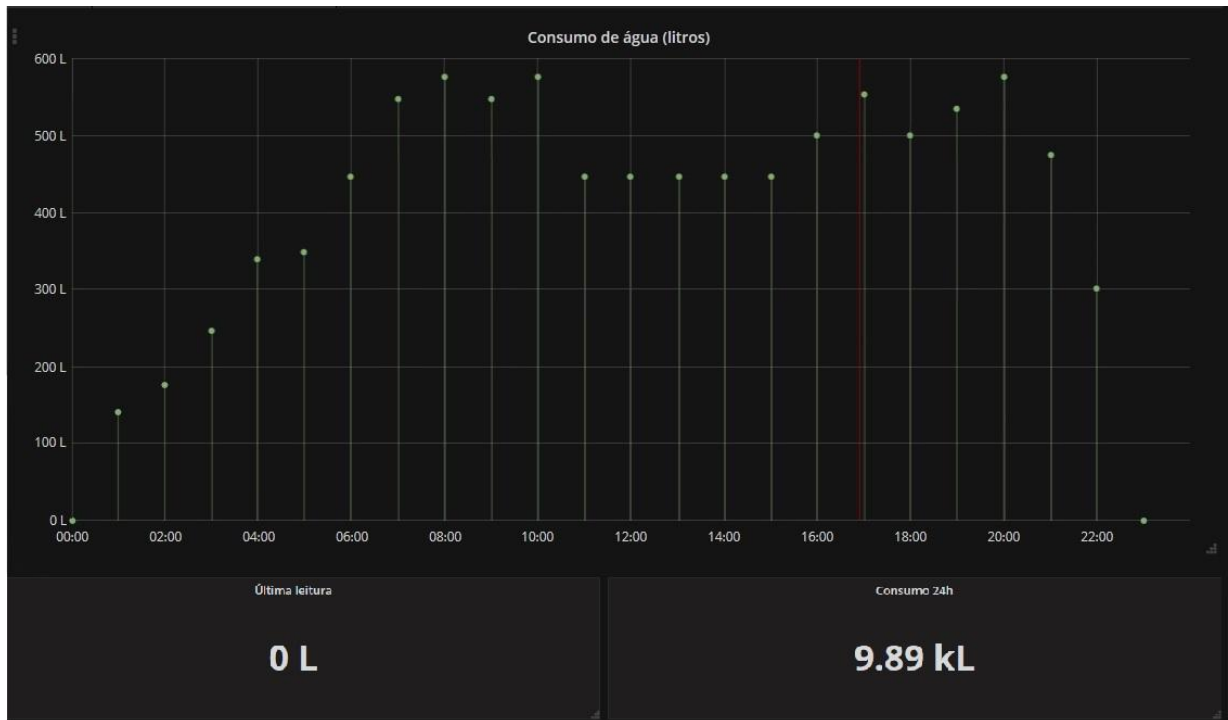 Consumo de água (litros)
600 L
500 L
400 L
300 L
200 L
100 L
0 L
00:00 02:00 04:00 06:00 08:00 10:00 12:00 14:00 16:00 18:00 20:00 22:00
Última leitura
0 L
Consumo 24h
9.89 kL